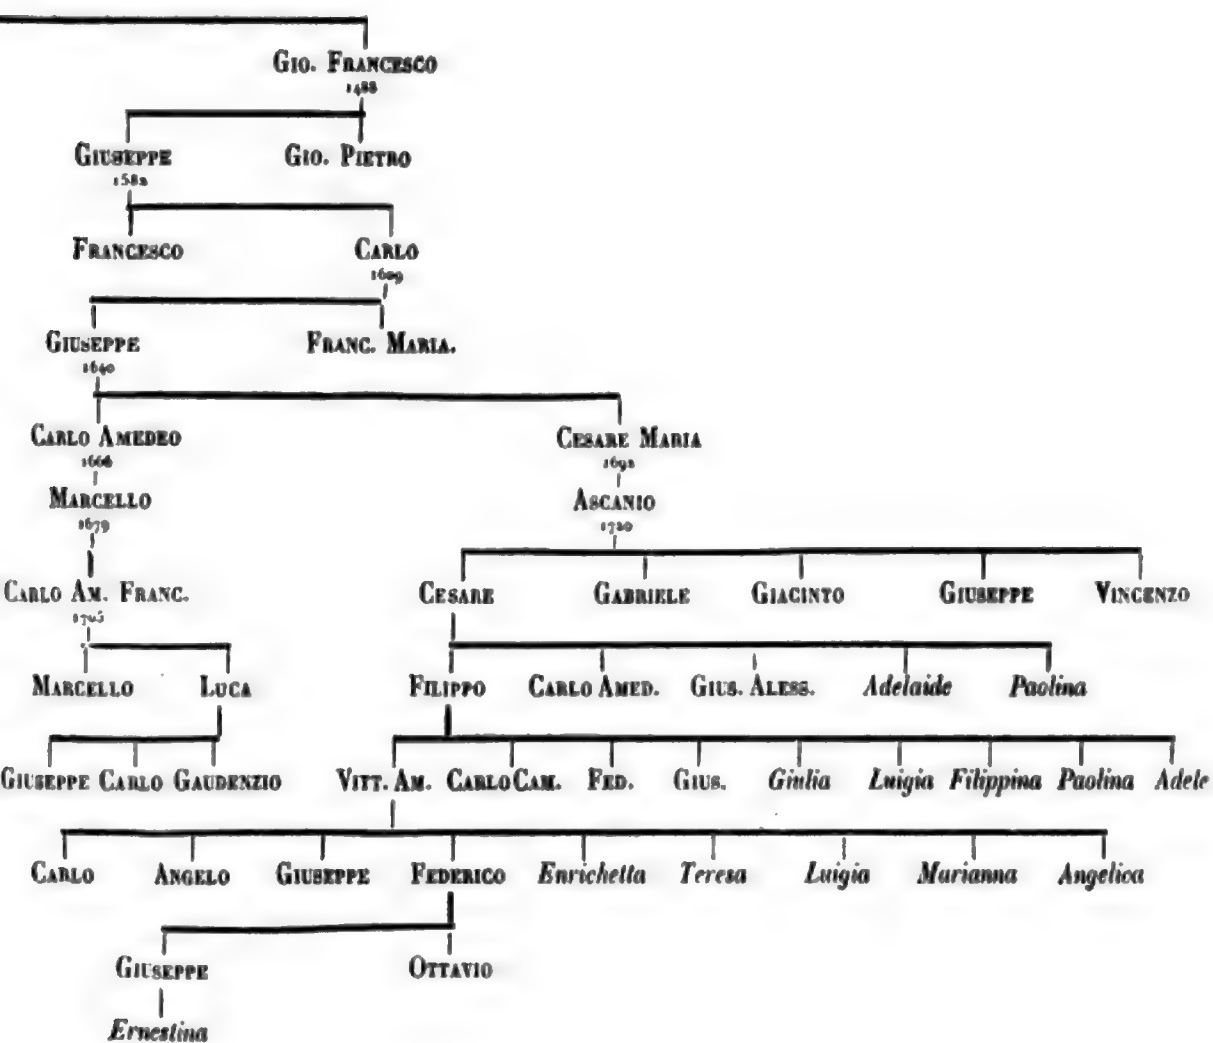 GIO. FRANCESCO
1488
GIUSEPPE GIO. PIETRO
1582
FRANCESCO CARLO
1609
GIUSEPPE FRANC. MARIA.
1640
CARLO AMEDEO CESARE MARIA
1666 1692
MARCELLO ASCANIO
1679 1720
CARLO AM. FRANC. CESARE GABRIELE GIACINTO GIUSEPPE VINCENZO
1705
MARCELLO LUCA FILIPPO CARLO AMED. GIUS. ALESS. Adelaide Paolina
GIUSEPPE CARLO GAUDENZIO VITT. AM. CARLO CAM. FED. GIUS. Giulia Luigia Filippina Paolina Adele
CARLO ANGELO GIUSEPPE FEDERICO Enrichetta Teresa Luigia Marianna Angelica
GIUSEPPE OTTAVIO
Ernestina